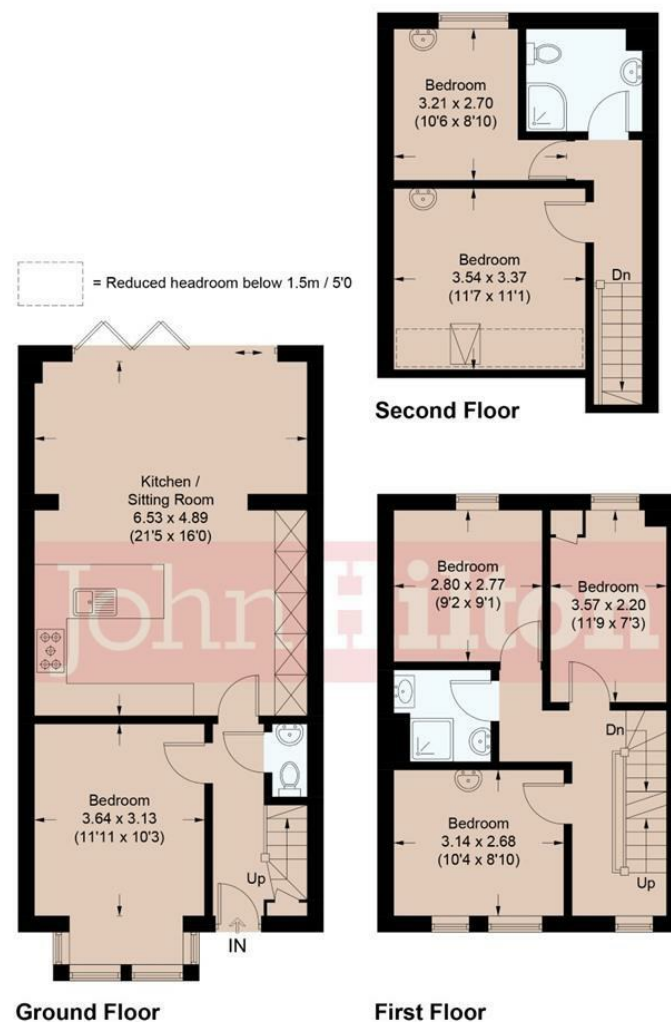 Bedroom
3.21 x 2.70
(10'6 x 8'10)
Bedroom
3.54 x 3.37
(11'7 x 11'1)
Dn
Second Floor
= Reduced headroom below 1.5m / 5'0
Kitchen /
Sitting Room
6.53 x 4.89
(21'5 x 16'0)
Bedroom
3.64 x 3.13
(11'11 x 10'3)
Up
IN
Ground Floor
Bedroom
2.80 x 2.77
(9'2 x 9'1)
Bedroom
3.57 x 2.20
(11'9 x 7'3)
Dn
Bedroom
3.14 x 2.68
(10'4 x 8'10)
Up
First Floor
John Hilton